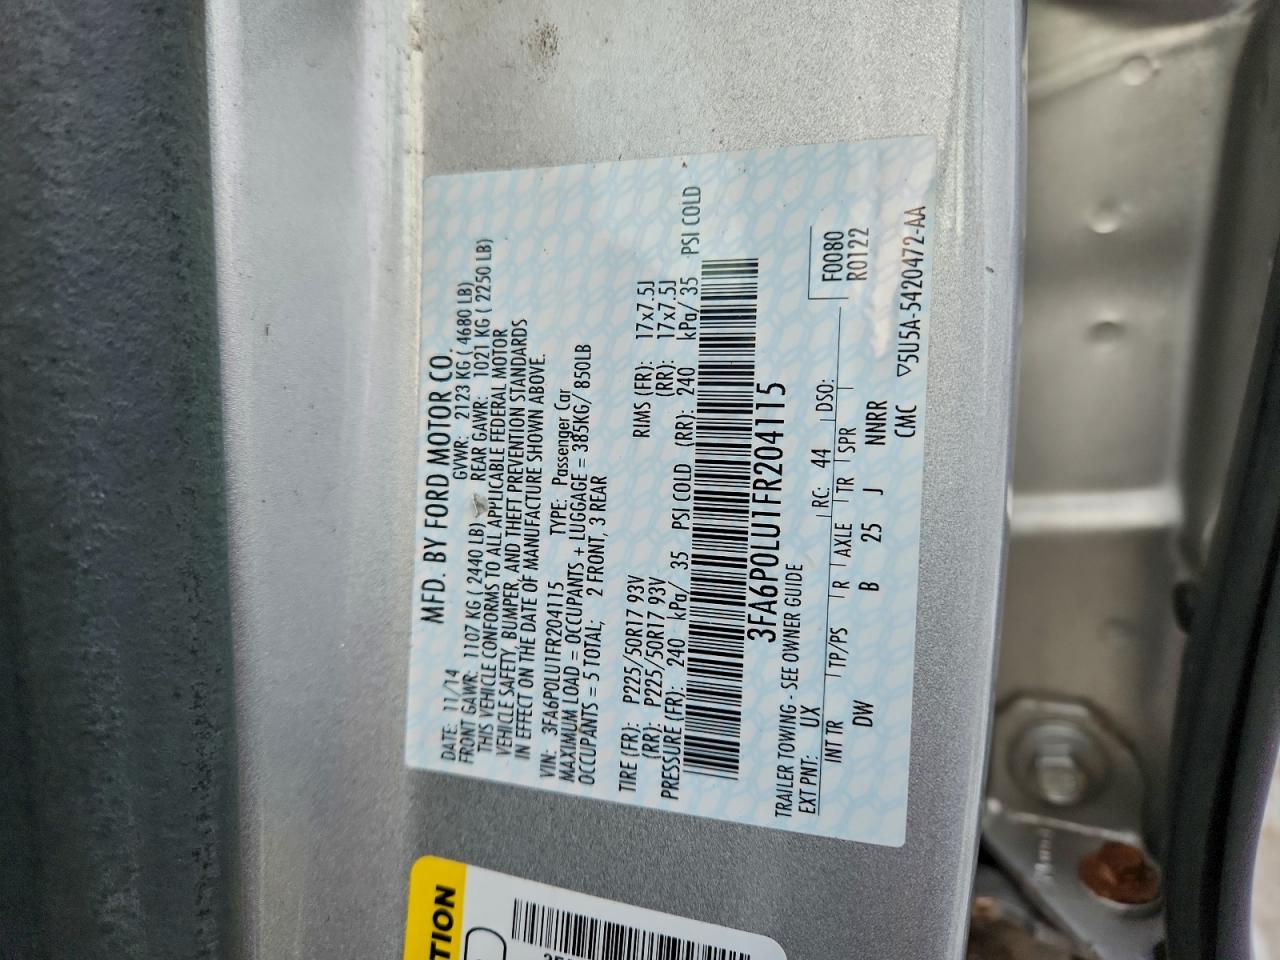 MFD. BY FORD MOTOR CO.
DATE: 11/14 GVWR: 2123 KG ( 4680 LB)
FRONT GAWR: 1107 KG ( 2440 LB) REAR GAWR: 1021 KG ( 2250 LB)
THIS VEHICLE CONFORMS TO ALL APPLICABLE FEDERAL MOTOR
VEHICLE SAFETY, BUMPER, AND THEFT PREVENTION STANDARDS
IN EFFECT ON THE DATE OF MANUFACTURE SHOWN ABOVE.
VIN: 3FA6P0LU1FR204115 TYPE: Passenger Car
MAXIMUM LOAD = OCCUPANTS + LUGGAGE = 385KG/ 850LB
OCCUPANTS = 5 TOTAL; 2 FRONT, 3 REAR
TIRE (FR): P225/50R17 93V RIMS (FR): 17x7.5J
(RR): P225/50R17 93V (RR): 17x7.5J
PRESSURE (FR): 240 kPa/ 35 PSI COLD (RR): 240 kPa/ 35 PSI COLD
3FA6P0LU1FR204115
TRAILER TOWING - SEE OWNER GUIDE
EXT PNT: UX RC: 44 DSO: F0080
INT TR TP/PS R AXLE TR SPR R0122
DW B 25 J NNRR
CMC ▽5U5A-5420472-AA
TION